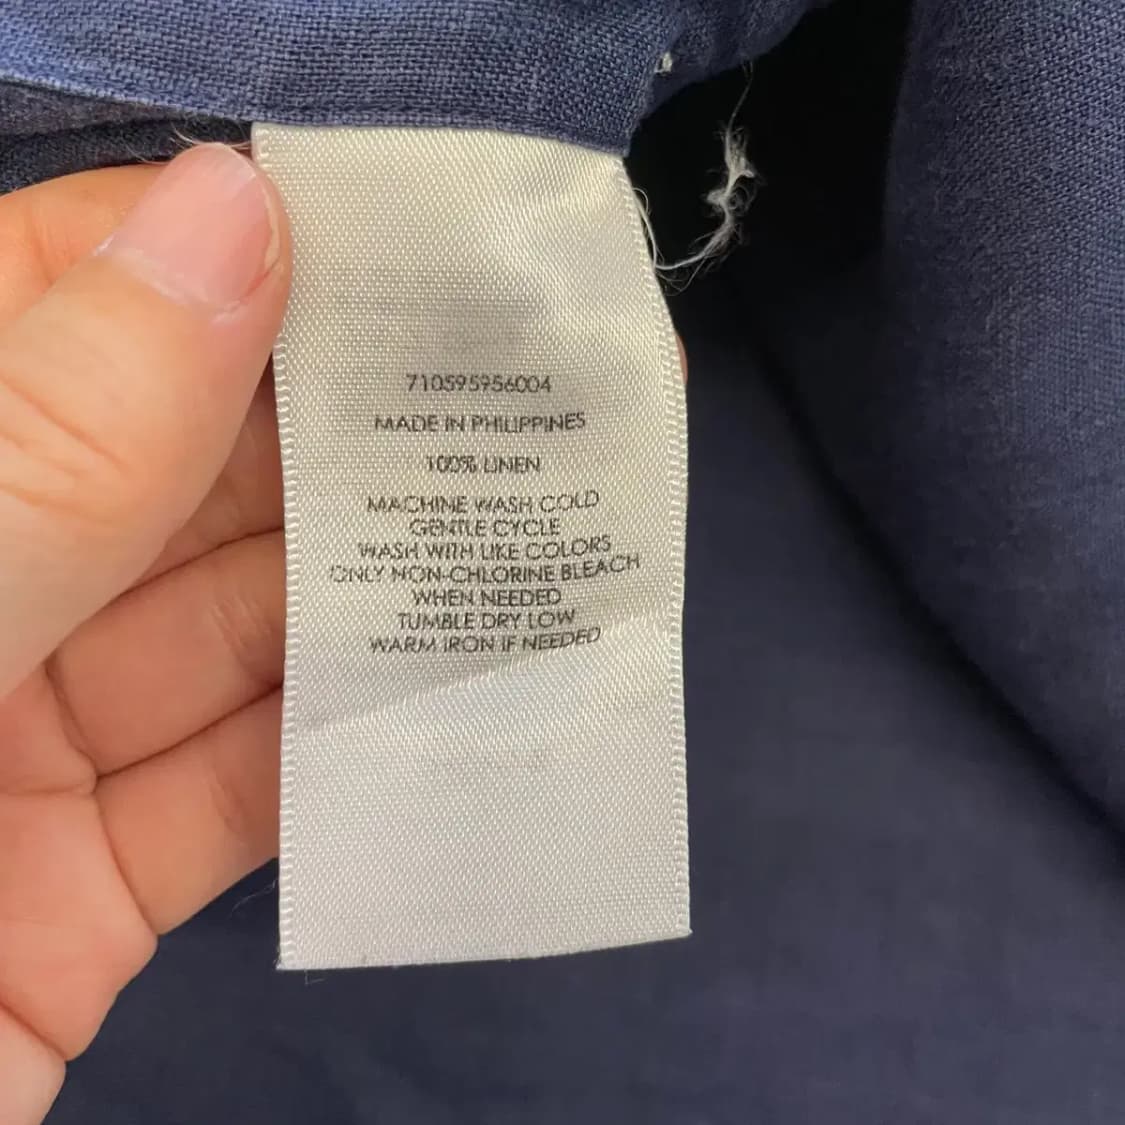 710595956004
MADE IN PHILIPPINES
100% LINEN
MACHINE WASH COLD
GENTLE CYCLE
WASH WITH LIKE COLORS
ONLY NON-CHLORINE BLEACH
WHEN NEEDED
TUMBLE DRY LOW
WARM IRON IF NEEDED